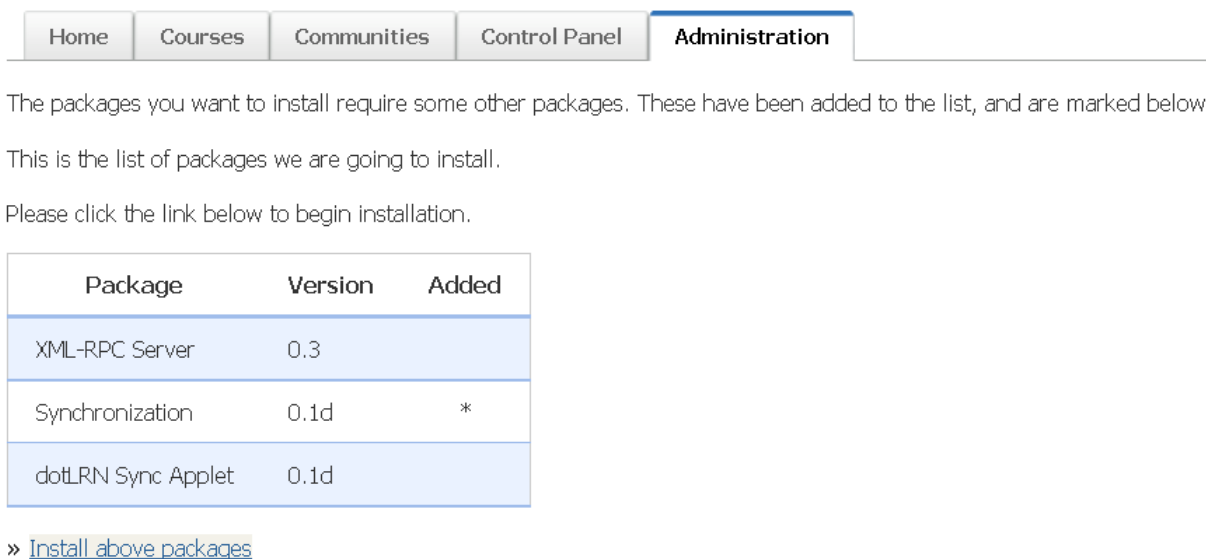 Home Courses Communities Control Panel Administration
The packages you want to install require some other packages. These have been added to the list, and are marked below
This is the list of packages we are going to install.
Please click the link below to begin installation.
Package Version Added
XML-RPC Server 0.3
Synchronization 0.1d *
dotLRN Sync Applet 0.1d
» Install above packages